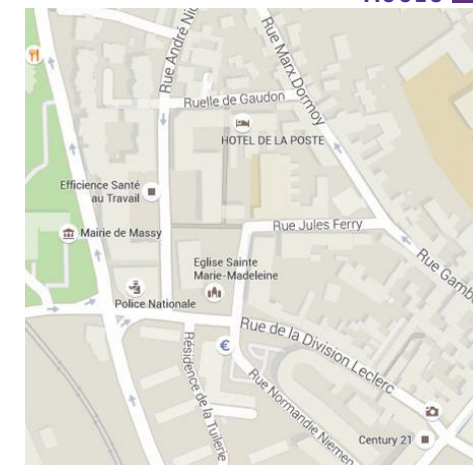 Rue André Nic
Rue Marx Dormoy
Ruelle de Gaudon
HOTEL DE LA POSTE
Efficience Santé
au Travail
Mairie de Massy
Rue Jules Ferry
Rue Gamb
Eglise Sainte
Marie-Madeleine
Police Nationale
€
Rue de la Division Leclerc
Résidence de la Tuilerie
Rue Normandie Niemen
Century 21